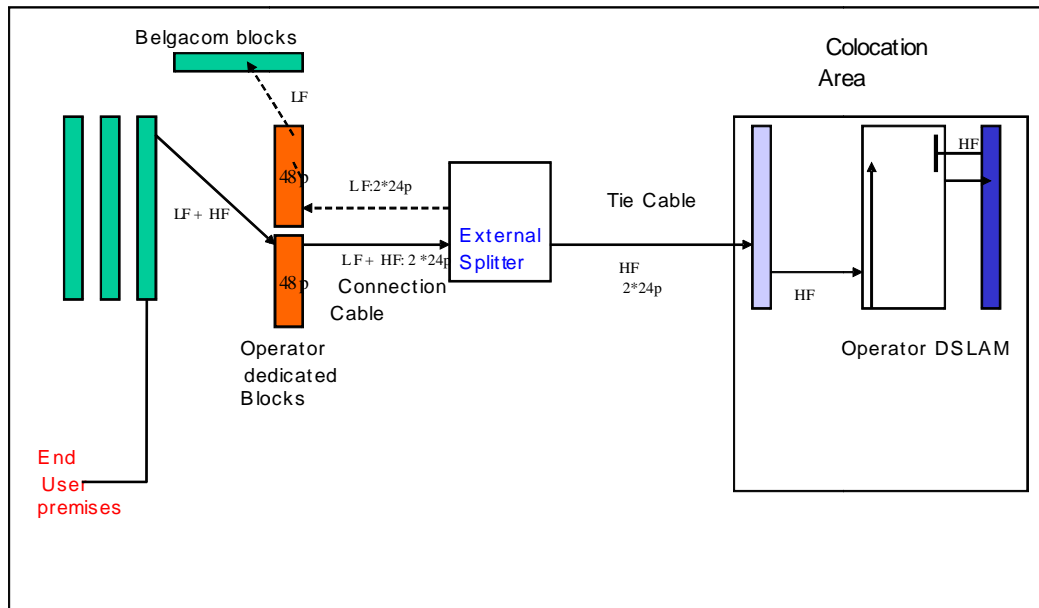 Belgacom blocks
Colocation
Area
LF
48p
LF:2*24p
HF
LF + HF
Tie Cable
External
Splitter
48p
LF + HF: 2 *24p
HF
2*24p
HF
Connection
Cable
Operator
dedicated
Blocks
Operator DSLAM
End
User
premises